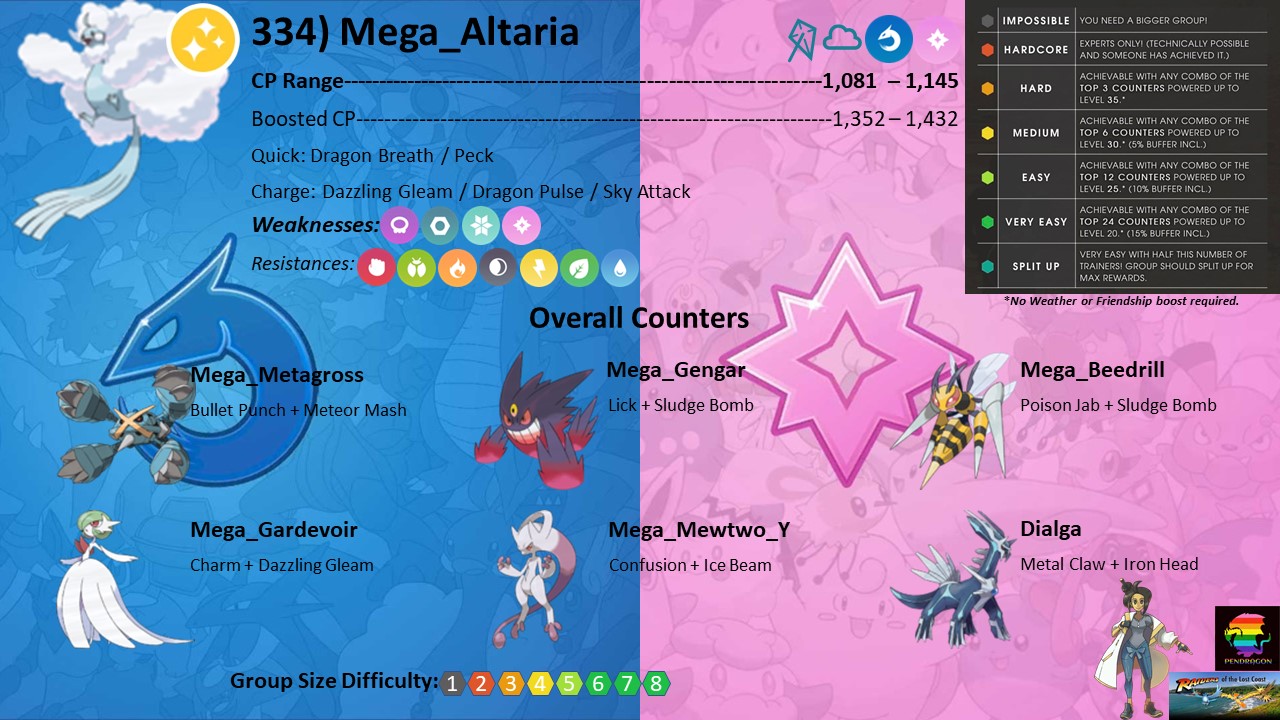 334) Mega_Altaria
CP Range--------------------------------------------------------------------1,081 – 1,145
Boosted CP--------------------------------------------------------------------1,352 – 1,432
Quick: Dragon Breath / Peck
Charge: Dazzling Gleam / Dragon Pulse / Sky Attack
Weaknesses:
Resistances:
IMPOSSIBLE YOU NEED A BIGGER GROUP!
HARDCORE EXPERTS ONLY! (TECHNICALLY POSSIBLE
AND SOMEONE HAS ACHIEVED IT.)
HARD ACHIEVABLE WITH ANY COMBO OF THE
TOP 3 COUNTERS POWERED UP TO
LEVEL 35.*
MEDIUM ACHIEVABLE WITH ANY COMBO OF THE
TOP 6 COUNTERS POWERED UP TO
LEVEL 30.* (5% BUFFER INCL.)
EASY ACHIEVABLE WITH ANY COMBO OF THE
TOP 12 COUNTERS POWERED UP TO
LEVEL 25.* (10% BUFFER INCL.)
VERY EASY ACHIEVABLE WITH ANY COMBO OF THE
TOP 24 COUNTERS POWERED UP TO
LEVEL 20.* (15% BUFFER INCL.)
SPLIT UP VERY EASY WITH HALF THIS NUMBER OF
TRAINERS! GROUP SHOULD SPLIT UP FOR
MAX REWARDS.
*No Weather or Friendship boost required.
Overall Counters
Mega_Metagross
Bullet Punch + Meteor Mash
Mega_Gengar
Lick + Sludge Bomb
Mega_Beedrill
Poison Jab + Sludge Bomb
Mega_Gardevoir
Charm + Dazzling Gleam
Mega_Mewtwo_Y
Confusion + Ice Beam
Dialga
Metal Claw + Iron Head
Group Size Difficulty: 1 2 3 4 5 6 7 8
PENDRAGON
RAIDERS of the Lost Coast